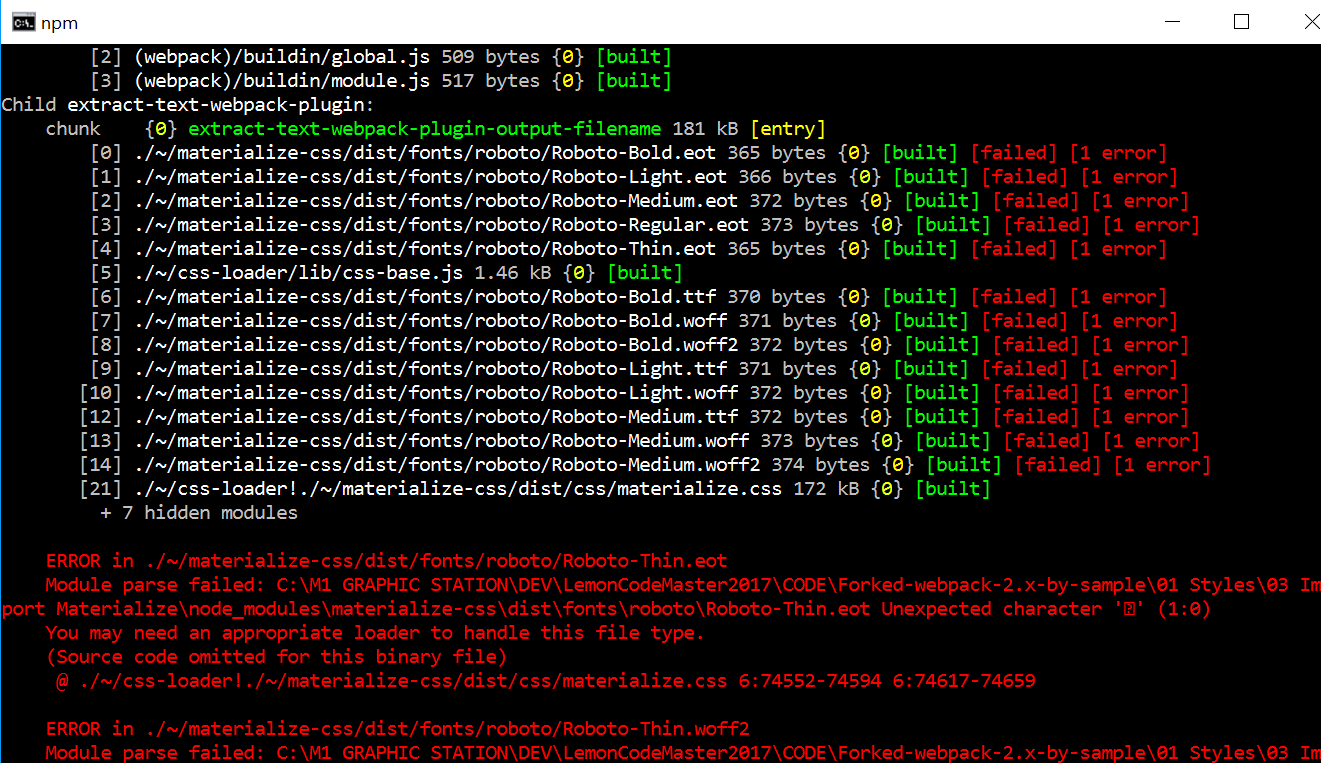 npm
[2] (webpack)/buildin/global.js 509 bytes {0} [built]
[3] (webpack)/buildin/module.js 517 bytes {0} [built]
Child extract-text-webpack-plugin:
chunk {0} extract-text-webpack-plugin-output-filename 181 kB [entry]
[0] ./~/materialize-css/dist/fonts/roboto/Roboto-Bold.eot 365 bytes {0} [built] [failed] [1 error]
[1] ./~/materialize-css/dist/fonts/roboto/Roboto-Light.eot 366 bytes {0} [built] [failed] [1 error]
[2] ./~/materialize-css/dist/fonts/roboto/Roboto-Medium.eot 372 bytes {0} [built] [failed] [1 error]
[3] ./~/materialize-css/dist/fonts/roboto/Roboto-Regular.eot 373 bytes {0} [built] [failed] [1 error]
[4] ./~/materialize-css/dist/fonts/roboto/Roboto-Thin.eot 365 bytes {0} [built] [failed] [1 error]
[5] ./~/css-loader/lib/css-base.js 1.46 kB {0} [built]
[6] ./~/materialize-css/dist/fonts/roboto/Roboto-Bold.ttf 370 bytes {0} [built] [failed] [1 error]
[7] ./~/materialize-css/dist/fonts/roboto/Roboto-Bold.woff 371 bytes {0} [built] [failed] [1 error]
[8] ./~/materialize-css/dist/fonts/roboto/Roboto-Bold.woff2 372 bytes {0} [built] [failed] [1 error]
[9] ./~/materialize-css/dist/fonts/roboto/Roboto-Light.ttf 371 bytes {0} [built] [failed] [1 error]
[10] ./~/materialize-css/dist/fonts/roboto/Roboto-Light.woff 372 bytes {0} [built] [failed] [1 error]
[12] ./~/materialize-css/dist/fonts/roboto/Roboto-Medium.ttf 372 bytes {0} [built] [failed] [1 error]
[13] ./~/materialize-css/dist/fonts/roboto/Roboto-Medium.woff 373 bytes {0} [built] [failed] [1 error]
[14] ./~/materialize-css/dist/fonts/roboto/Roboto-Medium.woff2 374 bytes {0} [built] [failed] [1 error]
[21] ./~/css-loader!./~/materialize-css/dist/css/materialize.css 172 kB {0} [built]
+ 7 hidden modules
ERROR in ./~/materialize-css/dist/fonts/roboto/Roboto-Thin.eot
Module parse failed: C:\M1 GRAPHIC STATION\DEV\LemonCodeMaster2017\CODE\Forked-webpack-2.x-by-sample\01 Styles\03 Im
port Materialize\node_modules\materialize-css\dist\fonts\roboto\Roboto-Thin.eot Unexpected character '�' (1:0)
You may need an appropriate loader to handle this file type.
(Source code omitted for this binary file)
@ ./~/css-loader!./~/materialize-css/dist/css/materialize.css 6:74552-74594 6:74617-74659
ERROR in ./~/materialize-css/dist/fonts/roboto/Roboto-Thin.woff2
Module parse failed: C:\M1 GRAPHIC STATION\DEV\LemonCodeMaster2017\CODE\Forked-webpack-2.x-by-sample\01 Styles\03 Im